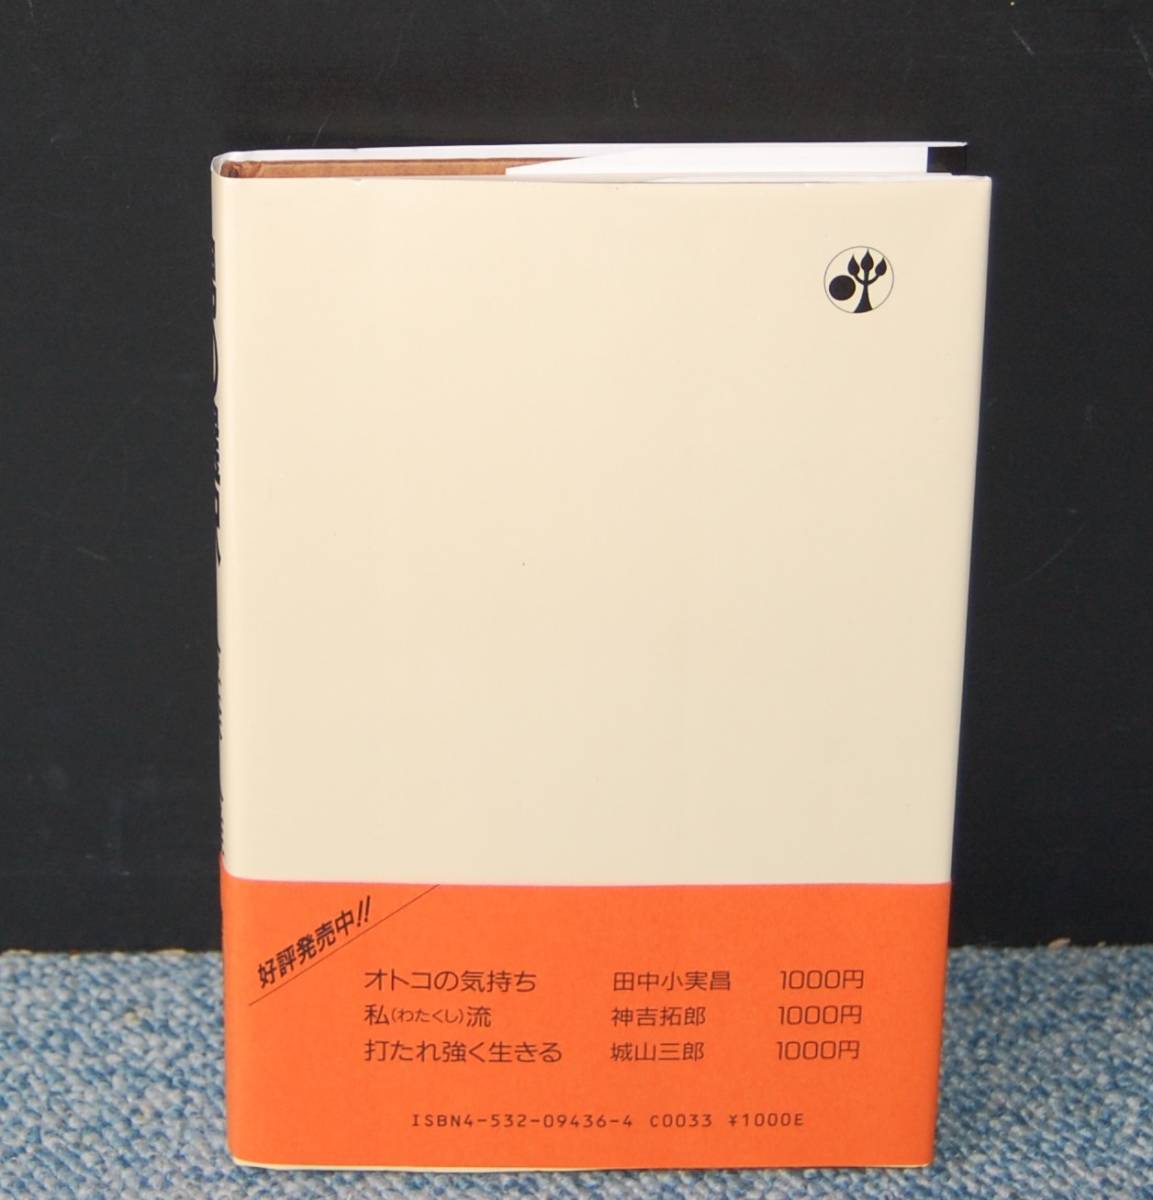 好評発売中!!
オトコの気持ち 田中小実昌 1000円
私(わたくし)流 神吉拓郎 1000円
打たれ強く生きる 城山三郎 1000円
ISBN4-532-09436-4 C0033 ¥1000E